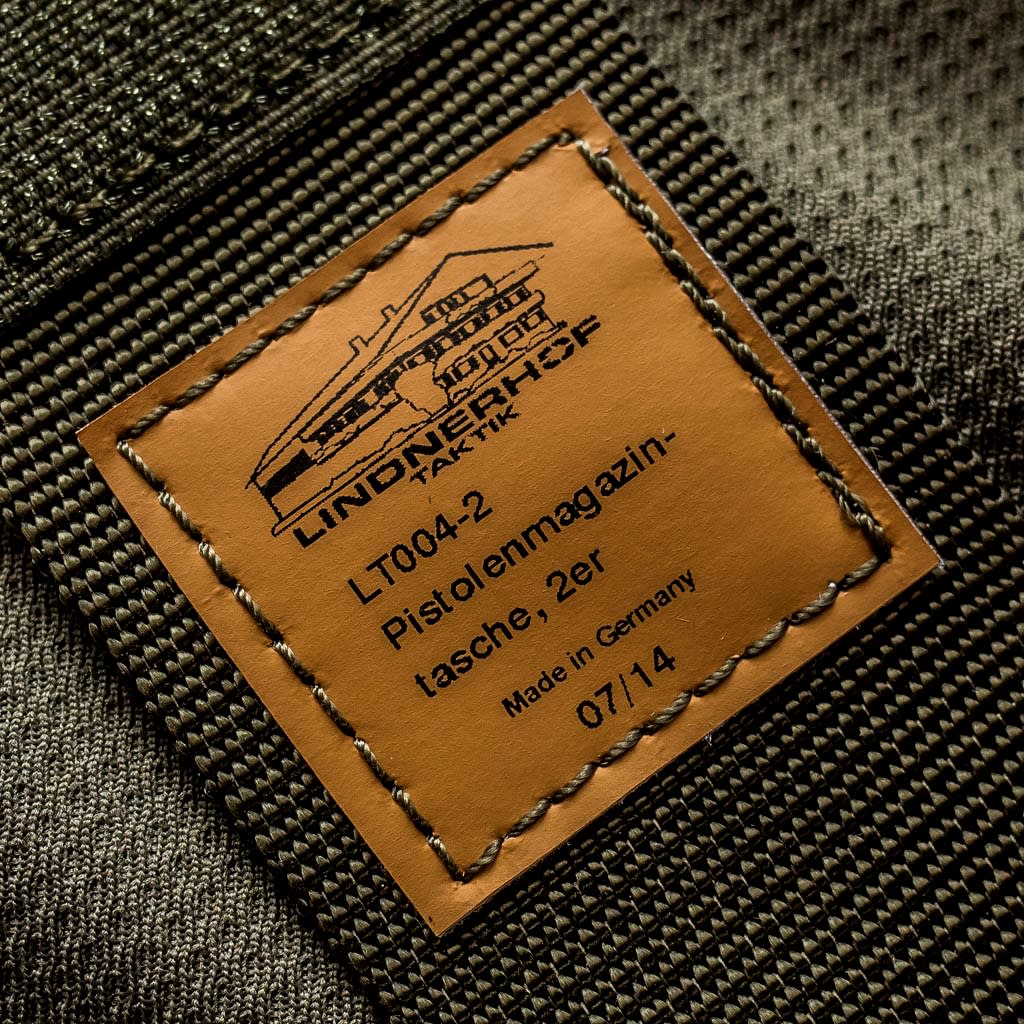 LINDNERHOF
TAKTIK
LT004-2
Pistolenmagazin-
tasche, 2er
Made in Germany
07/14